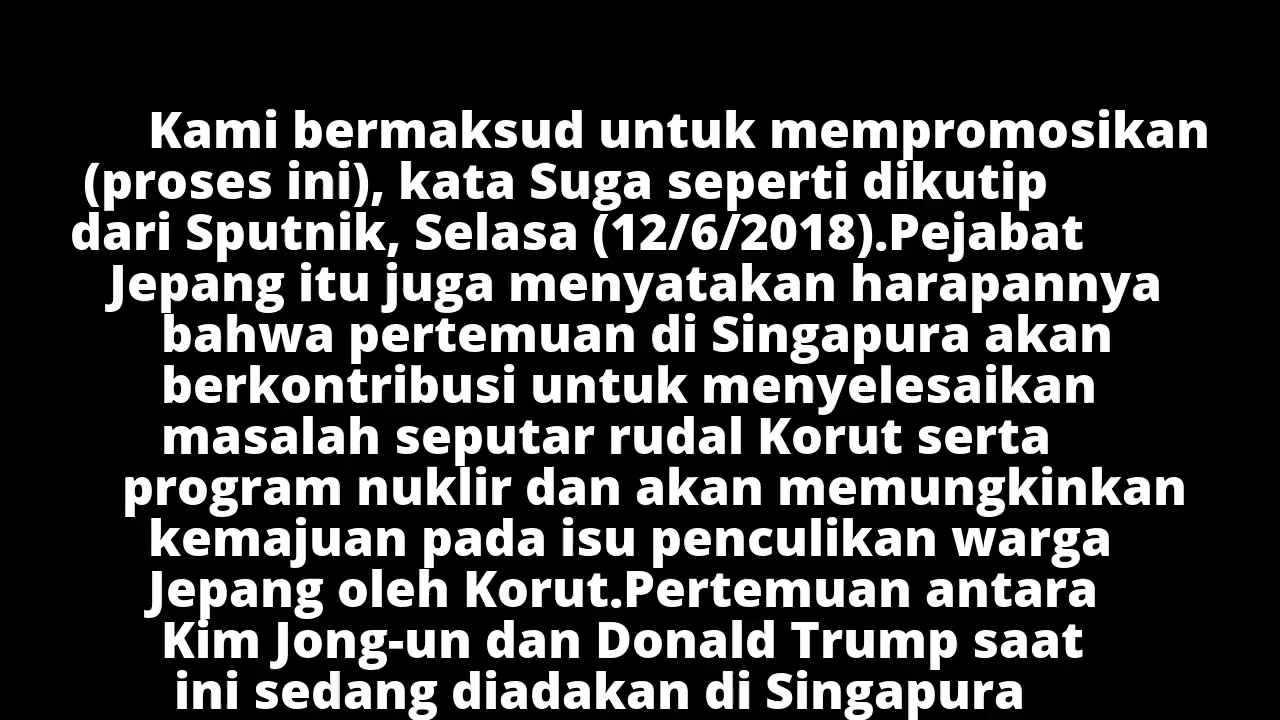 Kami bermaksud untuk mempromosikan
(proses ini), kata Suga seperti dikutip
dari Sputnik, Selasa (12/6/2018).Pejabat
Jepang itu juga menyatakan harapannya
bahwa pertemuan di Singapura akan
berkontribusi untuk menyelesaikan
masalah seputar rudal Korut serta
program nuklir dan akan memungkinkan
kemajuan pada isu penculikan warga
Jepang oleh Korut.Pertemuan antara
Kim Jong-un dan Donald Trump saat
ini sedang diadakan di Singapura